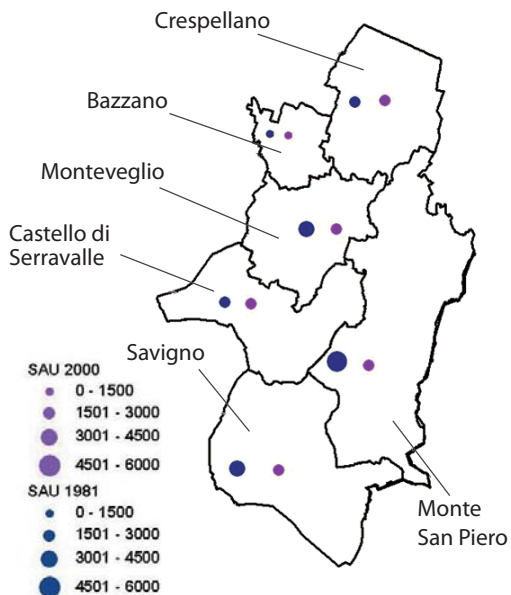 Crespellano
Bazzano
Monteveglio
Castello di
Serravalle
Savigno
SAU 2000
0 - 1500
1501 - 3000
3001 - 4500
4501 - 6000
SAU 1981
0 - 1500
1501 - 3000
3001 - 4500
4501 - 6000
Monte
San Piero